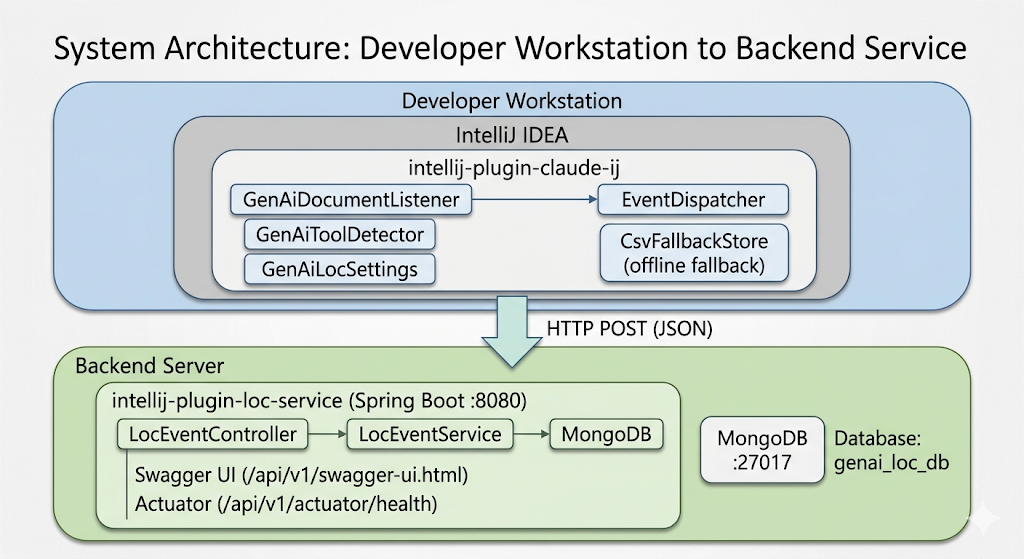 System Architecture: Developer Workstation to Backend Service
Developer Workstation
IntelliJ IDEA
intellij-plugin-claude-ij
GenAiDocumentListener
EventDispatcher
GenAiToolDetector
GenAiLocSettings
CsvFallbackStore
(offline fallback)
HTTP POST (JSON)
Backend Server
intellij-plugin-loc-service (Spring Boot :8080)
LocEventController
LocEventService
MongoDB
Swagger UI (/api/v1/swagger-ui.html)
Actuator (/api/v1/actuator/health)
MongoDB
:27017
Database:
genai_loc_db